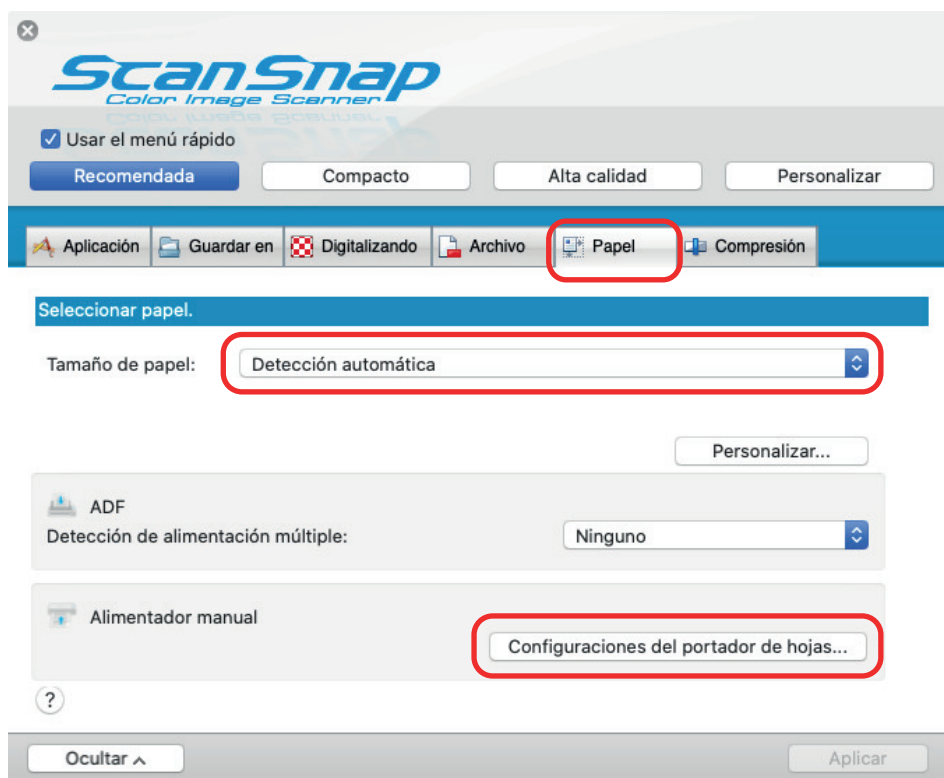 ScanSnap
Color Image Scanner
Usar el menú rápido
Recomendada Compacto Alta calidad Personalizar
Aplicación Guardar en Digitalizando Archivo Papel Compresión
Seleccionar papel.
Tamaño de papel: Detección automática
Personalizar...
ADF
Detección de alimentación múltiple: Ninguno
Alimentador manual
Configuraciones del portador de hojas...
?
Ocultar Aplicar